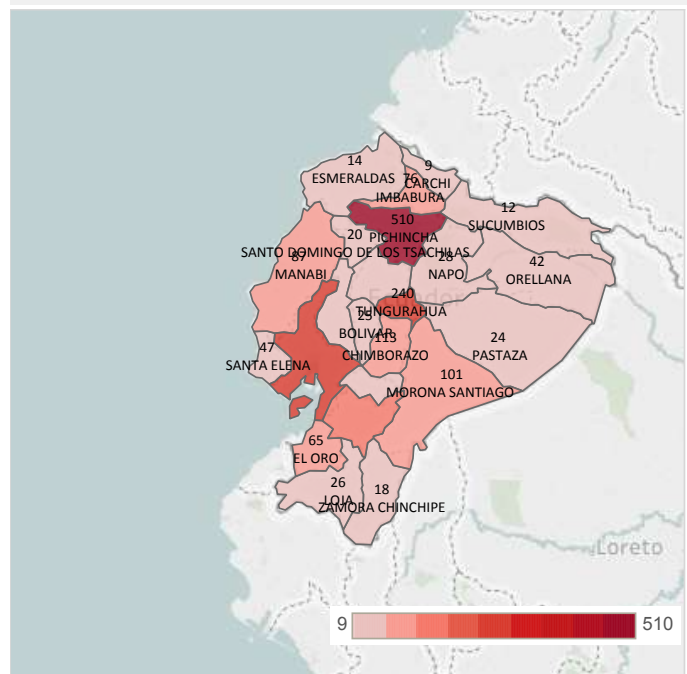 14
ESMERALDAS
9
CARCHI
76
IMBABURA
12
SUCUMBIOS
510
PICHINCHA
20
SANTO DOMINGO DE LOS TSACHILAS
87
MANABI
28
NAPO
42
ORELLANA
Ecuador
240
TUNGURAHUA
25
BOLIVAR
113
CHIMBORAZO
24
PASTAZA
47
SANTA ELENA
101
MORONA SANTIAGO
65
EL ORO
26
LOJA
18
ZAMORA CHINCHIPE
Loreto
9 510